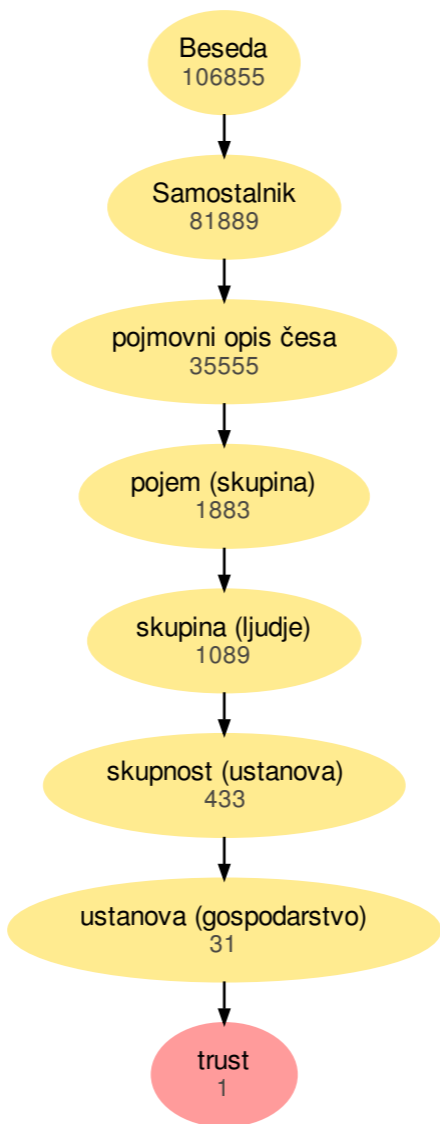 Beseda
106855
Samostalnik
81889
pojmovni opis česa
35555
pojem (skupina)
1883
skupina (ljudje)
1089
skupnost (ustanova)
433
ustanova (gospodarstvo)
31
trust
1